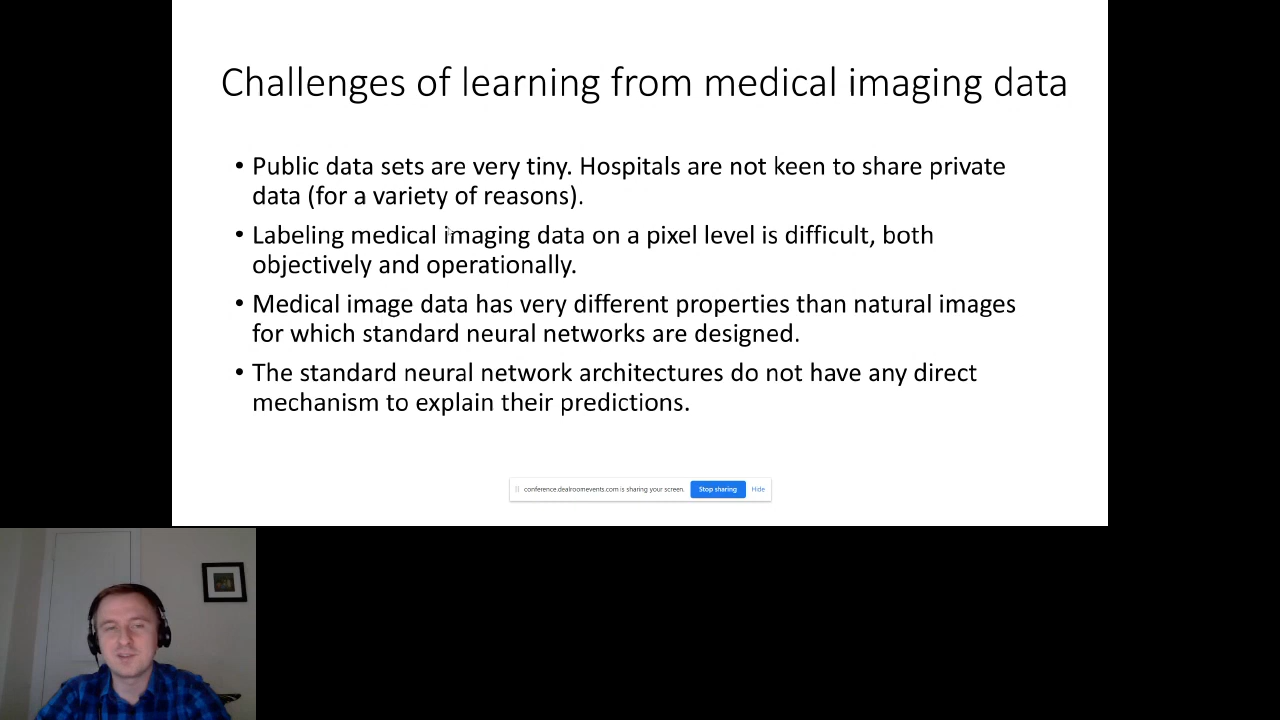 Challenges of learning from medical imaging data
• Public data sets are very tiny. Hospitals are not keen to share private
data (for a variety of reasons).
• Labeling medical imaging data on a pixel level is difficult, both
objectively and operationally.
• Medical image data has very different properties than natural images
for which standard neural networks are designed.
• The standard neural network architectures do not have any direct
mechanism to explain their predictions.
conference.dealroomevents.com is sharing your screen. Stop sharing Hide